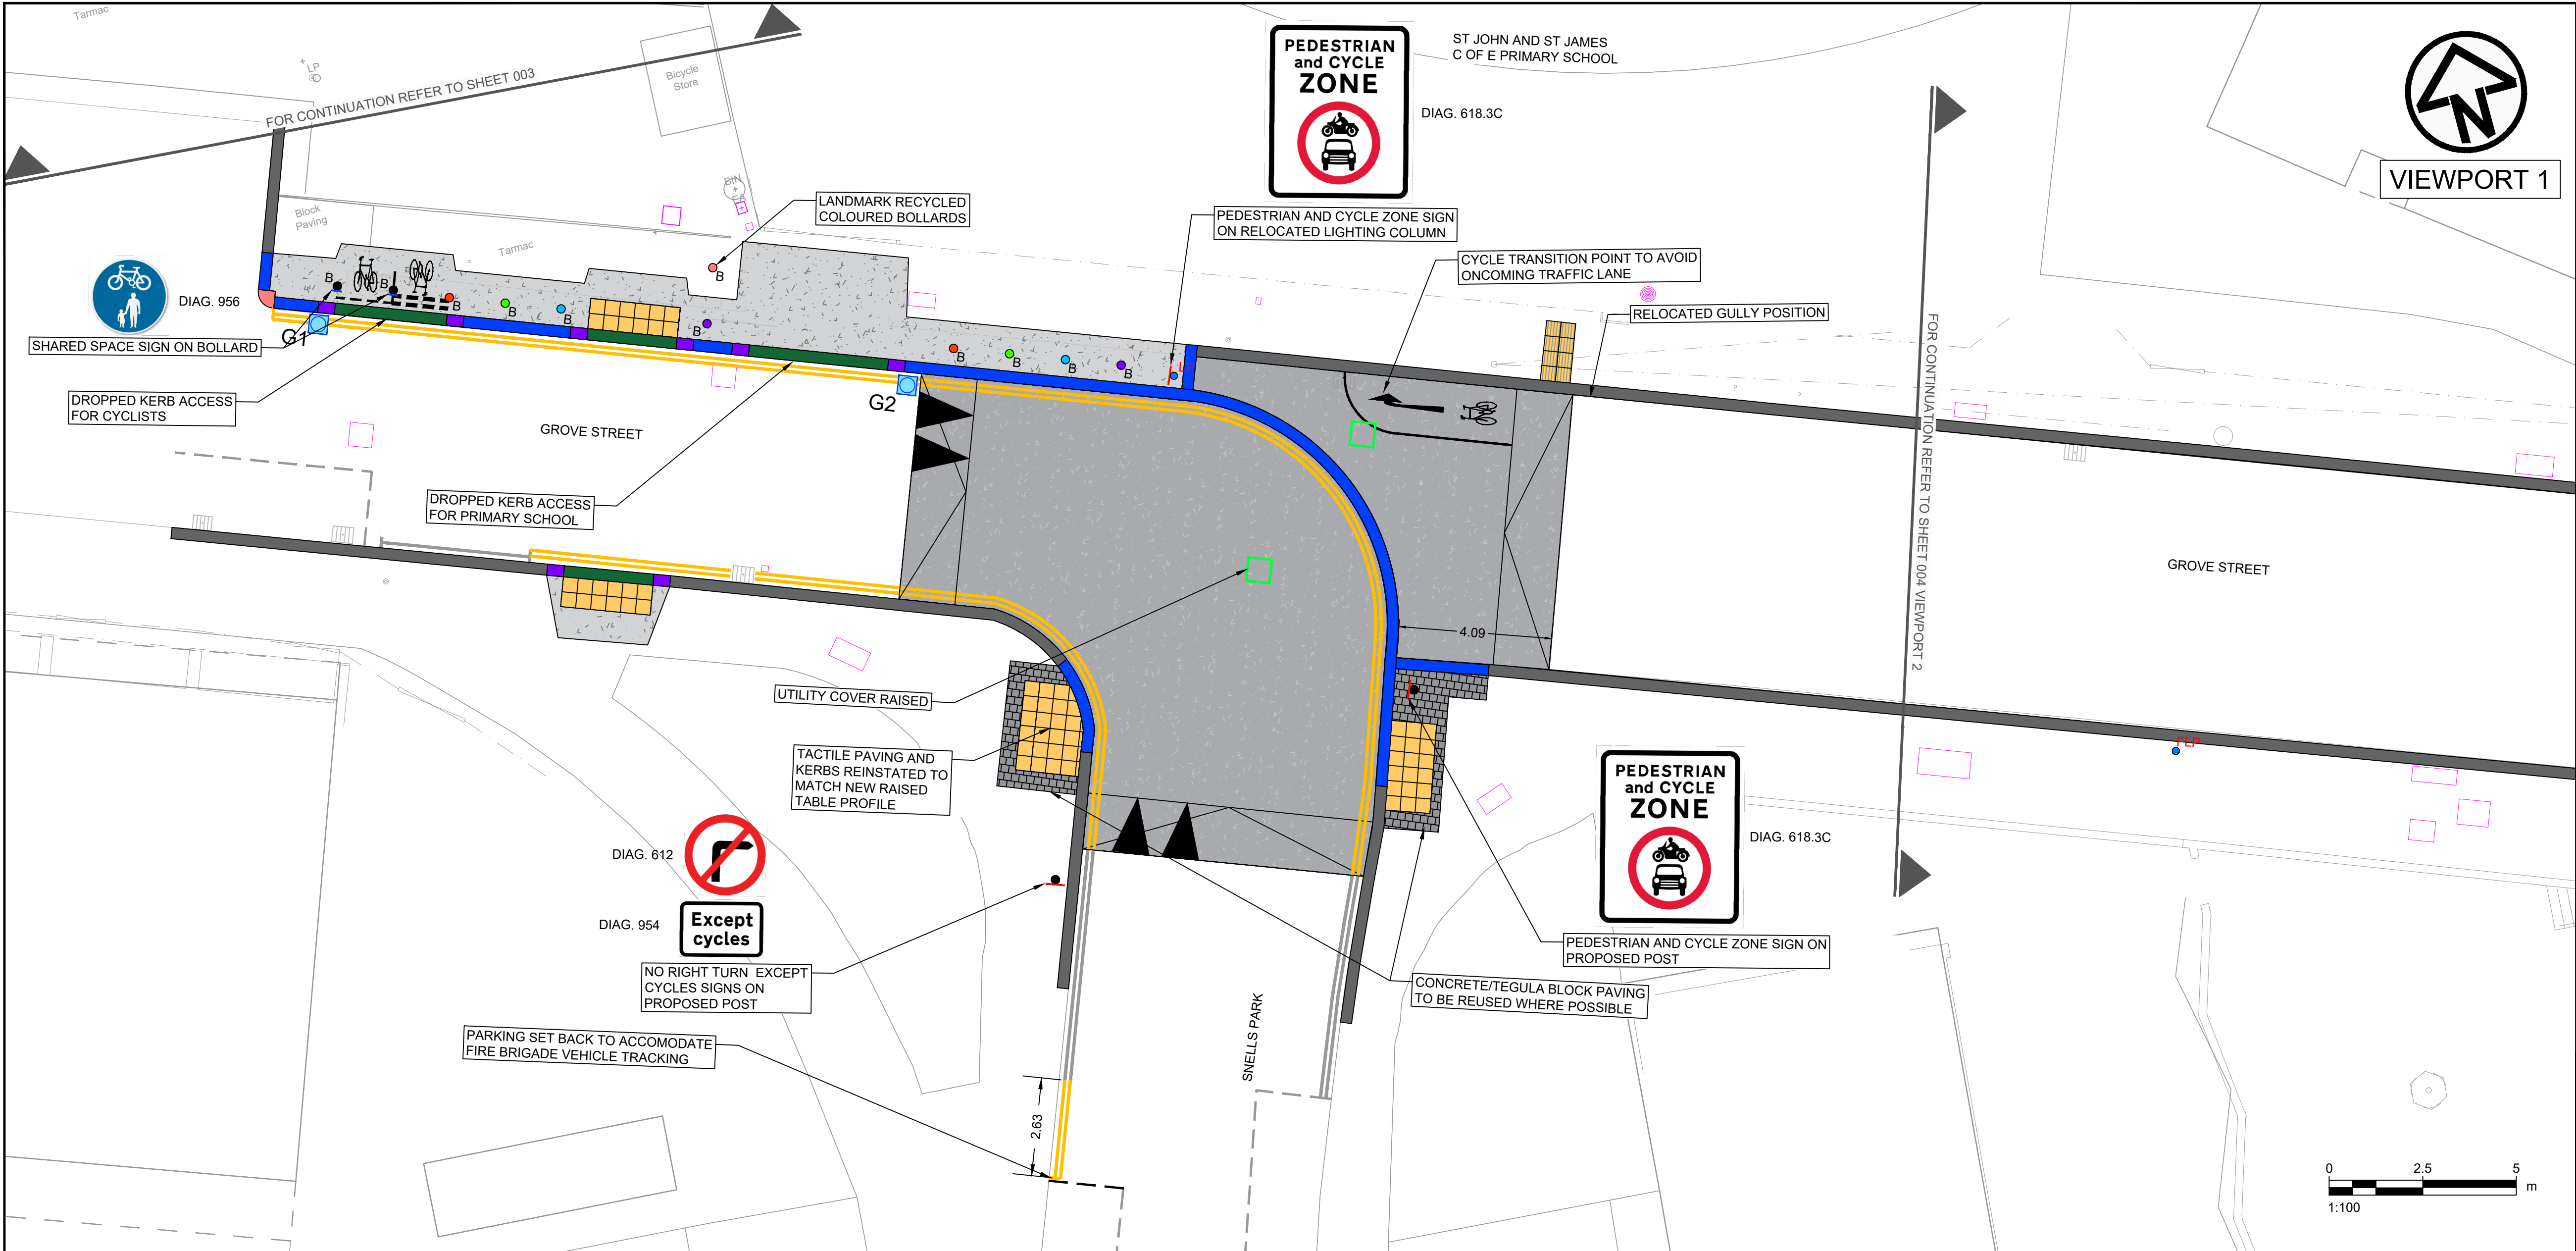 Tarmac
LP
FOR CONTINUATION REFER TO SHEET 003
Bicycle
Store
PEDESTRIAN
and CYCLE
ZONE
ST JOHN AND ST JAMES
C OF E PRIMARY SCHOOL
DIAG. 618.3C
N
VIEWPORT 1
BIN
Block
Paving
Tarmac
LANDMARK RECYCLED
COLOURED BOLLARDS
PEDESTRIAN AND CYCLE ZONE SIGN
ON RELOCATED LIGHTING COLUMN
CYCLE TRANSITION POINT TO AVOID
ONCOMING TRAFFIC LANE
RELOCATED GULLY POSITION
DIAG. 956
B
B
B
B
B
B
B
B
B
B
B
SHARED SPACE SIGN ON BOLLARD
G1
G2
DROPPED KERB ACCESS
FOR CYCLISTS
GROVE STREET
DROPPED KERB ACCESS
FOR PRIMARY SCHOOL
FOR CONTINUATION REFER TO SHEET 004 VIEWPORT 2
GROVE STREET
4.09
UTILITY COVER RAISED
TACTILE PAVING AND
KERBS REINSTATED TO
MATCH NEW RAISED
TABLE PROFILE
FLP
PEDESTRIAN
and CYCLE
ZONE
DIAG. 618.3C
DIAG. 612
DIAG. 954
Except
cycles
NO RIGHT TURN EXCEPT
CYCLES SIGNS ON
PROPOSED POST
PEDESTRIAN AND CYCLE ZONE SIGN ON
PROPOSED POST
CONCRETE/TEGULA BLOCK PAVING
TO BE REUSED WHERE POSSIBLE
PARKING SET BACK TO ACCOMODATE
FIRE BRIGADE VEHICLE TRACKING
SNELLS PARK
2.63
0 2.5 5
m
1:100